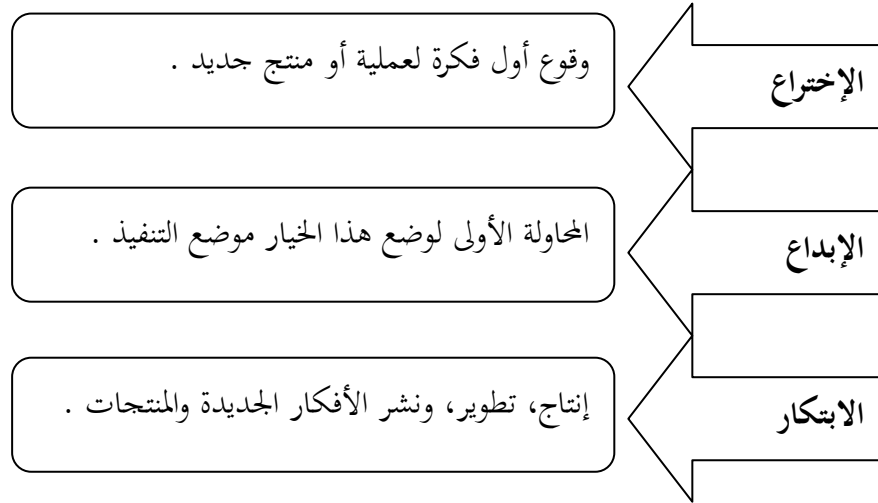 الإختراع
وقوع أول فكرة لعملية أو منتج جديد .
الإبداع
المحاولة الأولى لوضع هذا الخيار موضع التنفيذ .
الابتكار
إنتاج، تطوير، ونشر الأفكار الجديدة والمنتجات .